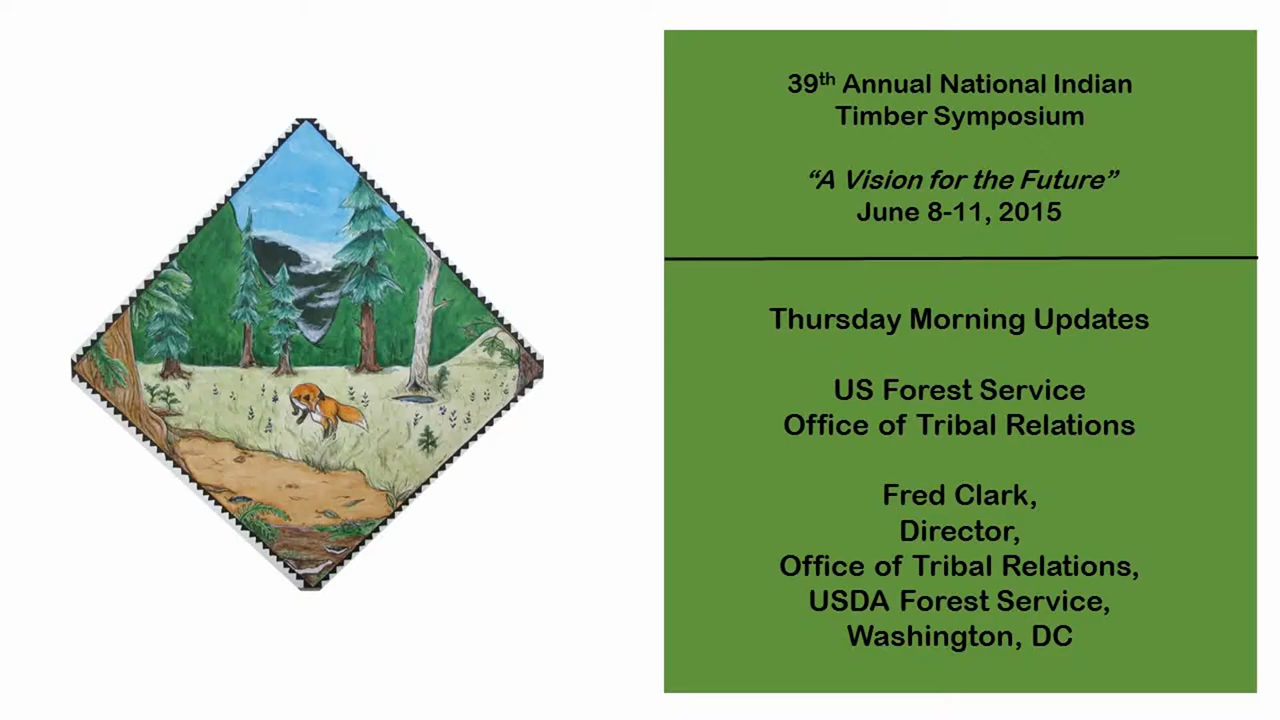 39th Annual National Indian
Timber Symposium
“A Vision for the Future”
June 8-11, 2015
Thursday Morning Updates
US Forest Service
Office of Tribal Relations
Fred Clark,
Director,
Office of Tribal Relations,
USDA Forest Service,
Washington, DC